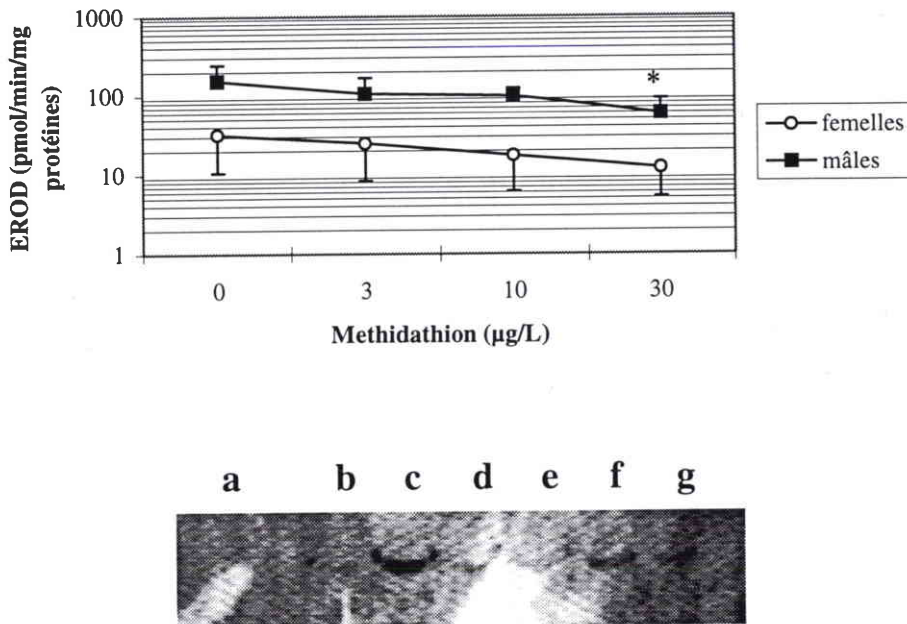 1000
100
10
1
EROD (pmol/min/mg
protéines)
*
femelles
mâles
0 3 10 30
Methidathion (µg/L)
a b c d e f g